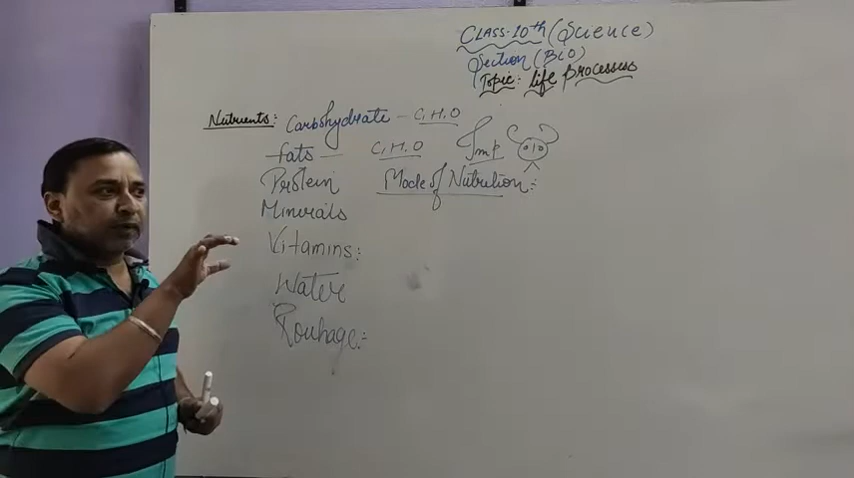 CLASS-10th (Science)
Section (BIO)
Topic: life processes
Nutrients: Carbohydrate - C, H, O
Fats - C, H, O Imp
Protein Mode of Nutrition:
Minerals
Vitamins:
Water
Rouhage: